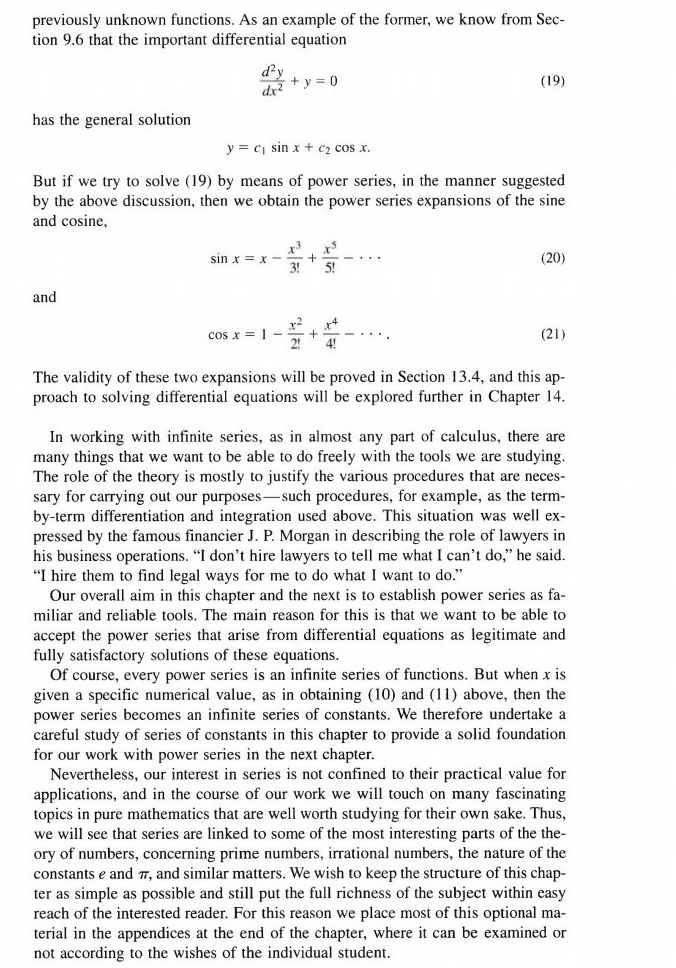 previously unknown functions. As an example of the former, we know from Sec-
tion 9.6 that the important differential equation
d²y/dx² + y = 0 (19)
has the general solution
y = c₁ sin x + c₂ cos x.
But if we try to solve (19) by means of power series, in the manner suggested
by the above discussion, then we obtain the power series expansions of the sine
and cosine,
sin x = x − x³/3! + x⁵/5! − · · · (20)
and
cos x = 1 − x²/2! + x⁴/4! − · · · . (21)
The validity of these two expansions will be proved in Section 13.4, and this ap-
proach to solving differential equations will be explored further in Chapter 14.
In working with infinite series, as in almost any part of calculus, there are
many things that we want to be able to do freely with the tools we are studying.
The role of the theory is mostly to justify the various procedures that are neces-
sary for carrying out our purposes—such procedures, for example, as the term-
by-term differentiation and integration used above. This situation was well ex-
pressed by the famous financier J. P. Morgan in describing the role of lawyers in
his business operations. “I don’t hire lawyers to tell me what I can’t do,” he said.
“I hire them to find legal ways for me to do what I want to do.”
Our overall aim in this chapter and the next is to establish power series as fa-
miliar and reliable tools. The main reason for this is that we want to be able to
accept the power series that arise from differential equations as legitimate and
fully satisfactory solutions of these equations.
Of course, every power series is an infinite series of functions. But when x is
given a specific numerical value, as in obtaining (10) and (11) above, then the
power series becomes an infinite series of constants. We therefore undertake a
careful study of series of constants in this chapter to provide a solid foundation
for our work with power series in the next chapter.
Nevertheless, our interest in series is not confined to their practical value for
applications, and in the course of our work we will touch on many fascinating
topics in pure mathematics that are well worth studying for their own sake. Thus,
we will see that series are linked to some of the most interesting parts of the the-
ory of numbers, concerning prime numbers, irrational numbers, the nature of the
constants e and π, and similar matters. We wish to keep the structure of this chap-
ter as simple as possible and still put the full richness of the subject within easy
reach of the interested reader. For this reason we place most of this optional ma-
terial in the appendices at the end of the chapter, where it can be examined or
not according to the wishes of the individual student.